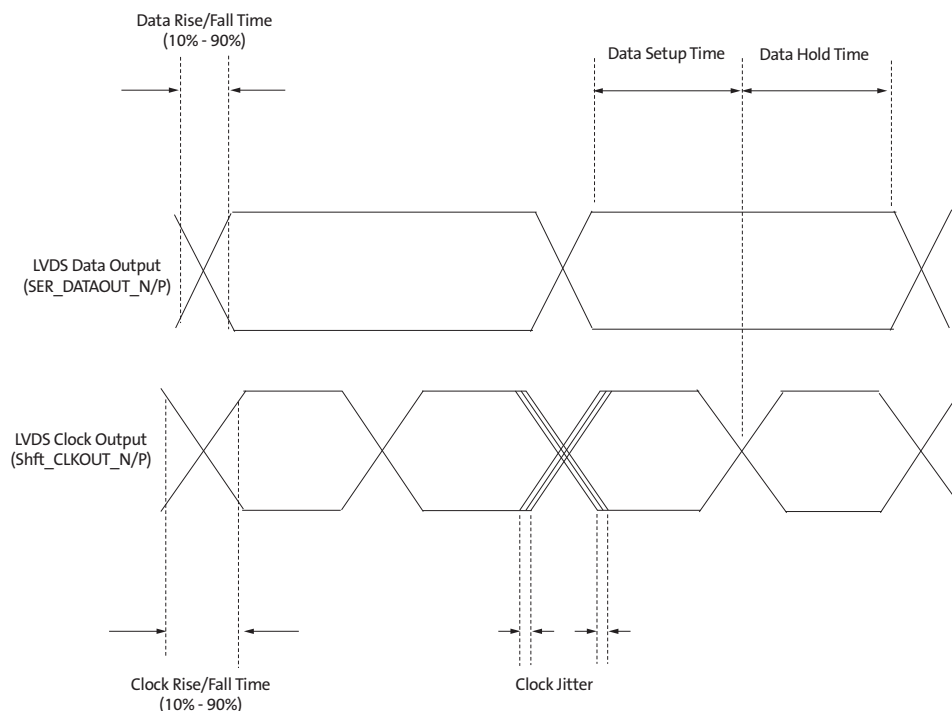 Data Rise/Fall Time
(10% - 90%)
Data Setup Time
Data Hold Time
LVDS Data Output
(SER_DATAOUT_N/P)
LVDS Clock Output
(Shft_CLKOUT_N/P)
Clock Rise/Fall Time
(10% - 90%)
Clock Jitter